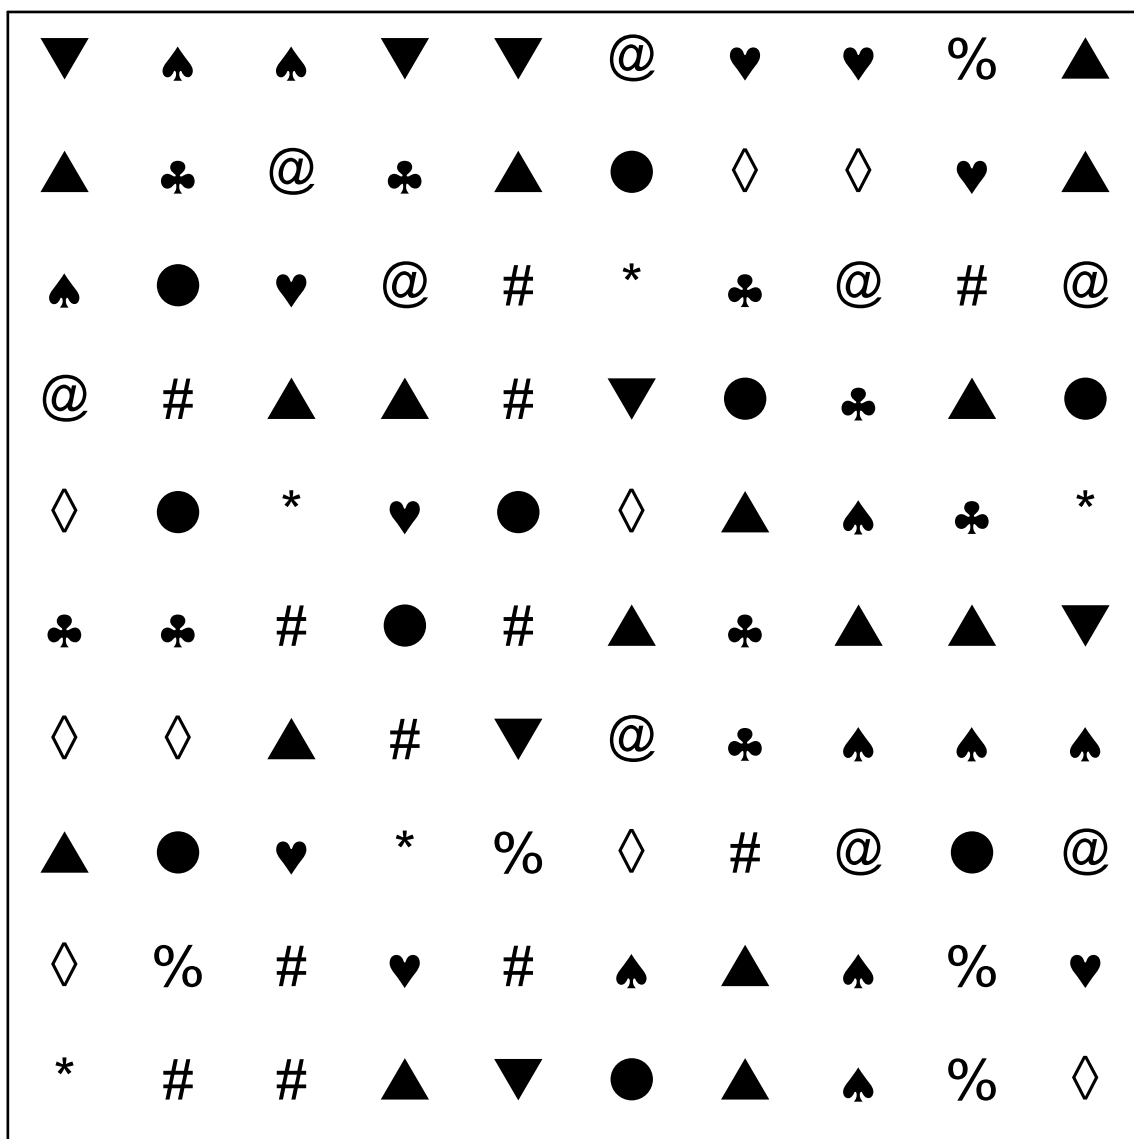 ▼ ♠ ♠ ▼ ▼ @ ♥ ♥ % ▲
▲ ♣ @ ♣ ▲ ● ◊ ◊ ♥ ▲
♠ ● ♥ @ # * ♣ @ # @
@ # ▲ ▲ # ▼ ● ♣ ▲ ●
◊ ● * ♥ ● ◊ ▲ ♠ ♣ *
♣ ♣ # ● # ▲ ♣ ▲ ▲ ▼
◊ ◊ ▲ # ▼ @ ♣ ♠ ♠ ♠
▲ ● ♥ * % ◊ # @ ● @
◊ % # ♥ # ♠ ▲ ♠ % ♥
* # # ▲ ▼ ● ▲ ♠ % ◊